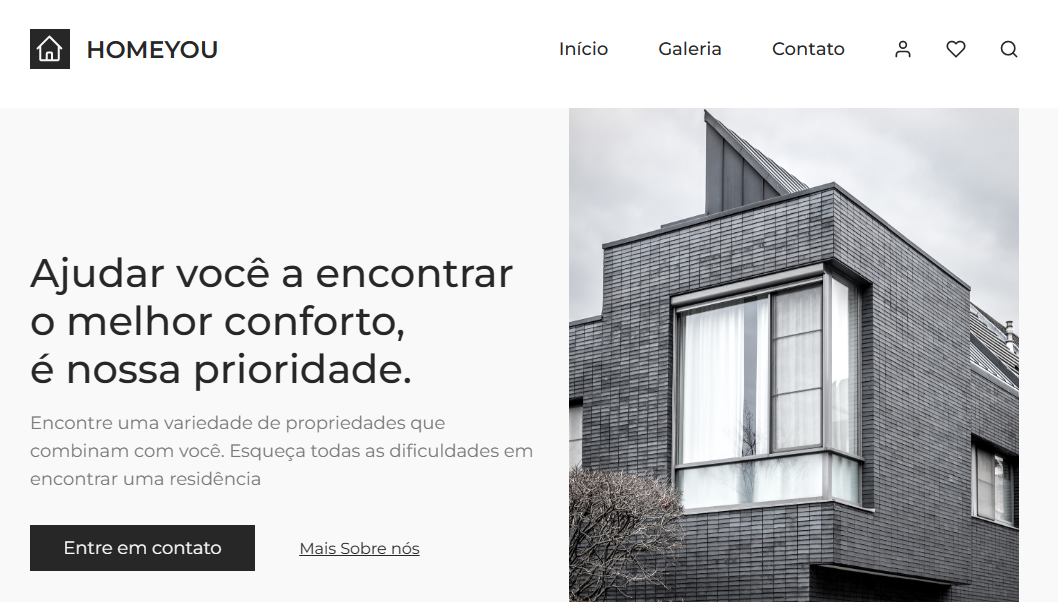 HOMEYOU
Início
Galeria
Contato
Ajudar você a encontrar
o melhor conforto,
é nossa prioridade.
Encontre uma variedade de propriedades que
combinam com você. Esqueça todas as dificuldades em
encontrar uma residência
Entre em contato
Mais Sobre nós